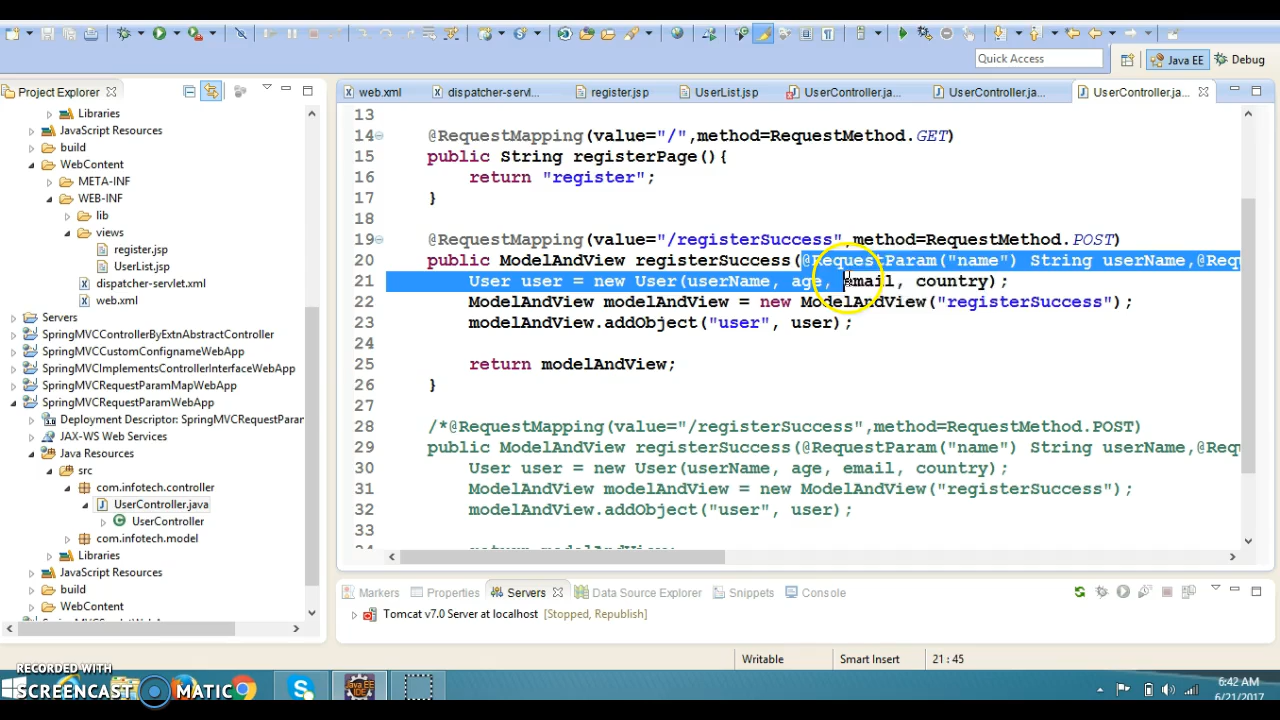 Quick Access
Java EE
Debug
Project Explorer
Libraries
JavaScript Resources
build
WebContent
META-INF
WEB-INF
lib
views
register.jsp
UserList.jsp
dispatcher-servlet.xml
web.xml
Servers
SpringMVCControllerByExtnAbstractController
SpringMVCCustomConfignameWebApp
SpringMVCImplementsControllerInterfaceWebApp
SpringMVCRequestParamMapWebApp
SpringMVCRequestParamWebApp
Deployment Descriptor: SpringMVCRequestParam
JAX-WS Web Services
Java Resources
src
com.infotech.controller
UserController.java
UserController
com.infotech.model
Libraries
JavaScript Resources
build
WebContent
web.xml
dispatcher-servl...
register.jsp
UserList.jsp
UserController.ja...
UserController.ja...
UserController.ja...
13
14 @RequestMapping(value="/",method=RequestMethod.GET)
15 public String registerPage(){
16 return "register";
17 }
18
19 @RequestMapping(value="/registerSuccess",method=RequestMethod.POST)
20 public ModelAndView registerSuccess(@RequestParam("name") String userName,@Requ
21 User user = new User(userName, age, email, country);
22 ModelAndView modelAndView = new ModelAndView("registerSuccess");
23 modelAndView.addObject("user", user);
24
25 return modelAndView;
26 }
27
28 /*@RequestMapping(value="/registerSuccess",method=RequestMethod.POST)
29 public ModelAndView registerSuccess(@RequestParam("name") String userName,@Requ
30 User user = new User(userName, age, email, country);
31 ModelAndView modelAndView = new ModelAndView("registerSuccess");
32 modelAndView.addObject("user", user);
33
Markers
Properties
Servers
Data Source Explorer
Snippets
Console
Tomcat v7.0 Server at localhost [Stopped, Republish]
Writable
Smart Insert
21 : 45
RECORDED WITH
SCREENCAST MATIC
6:42 AM
6/21/2017